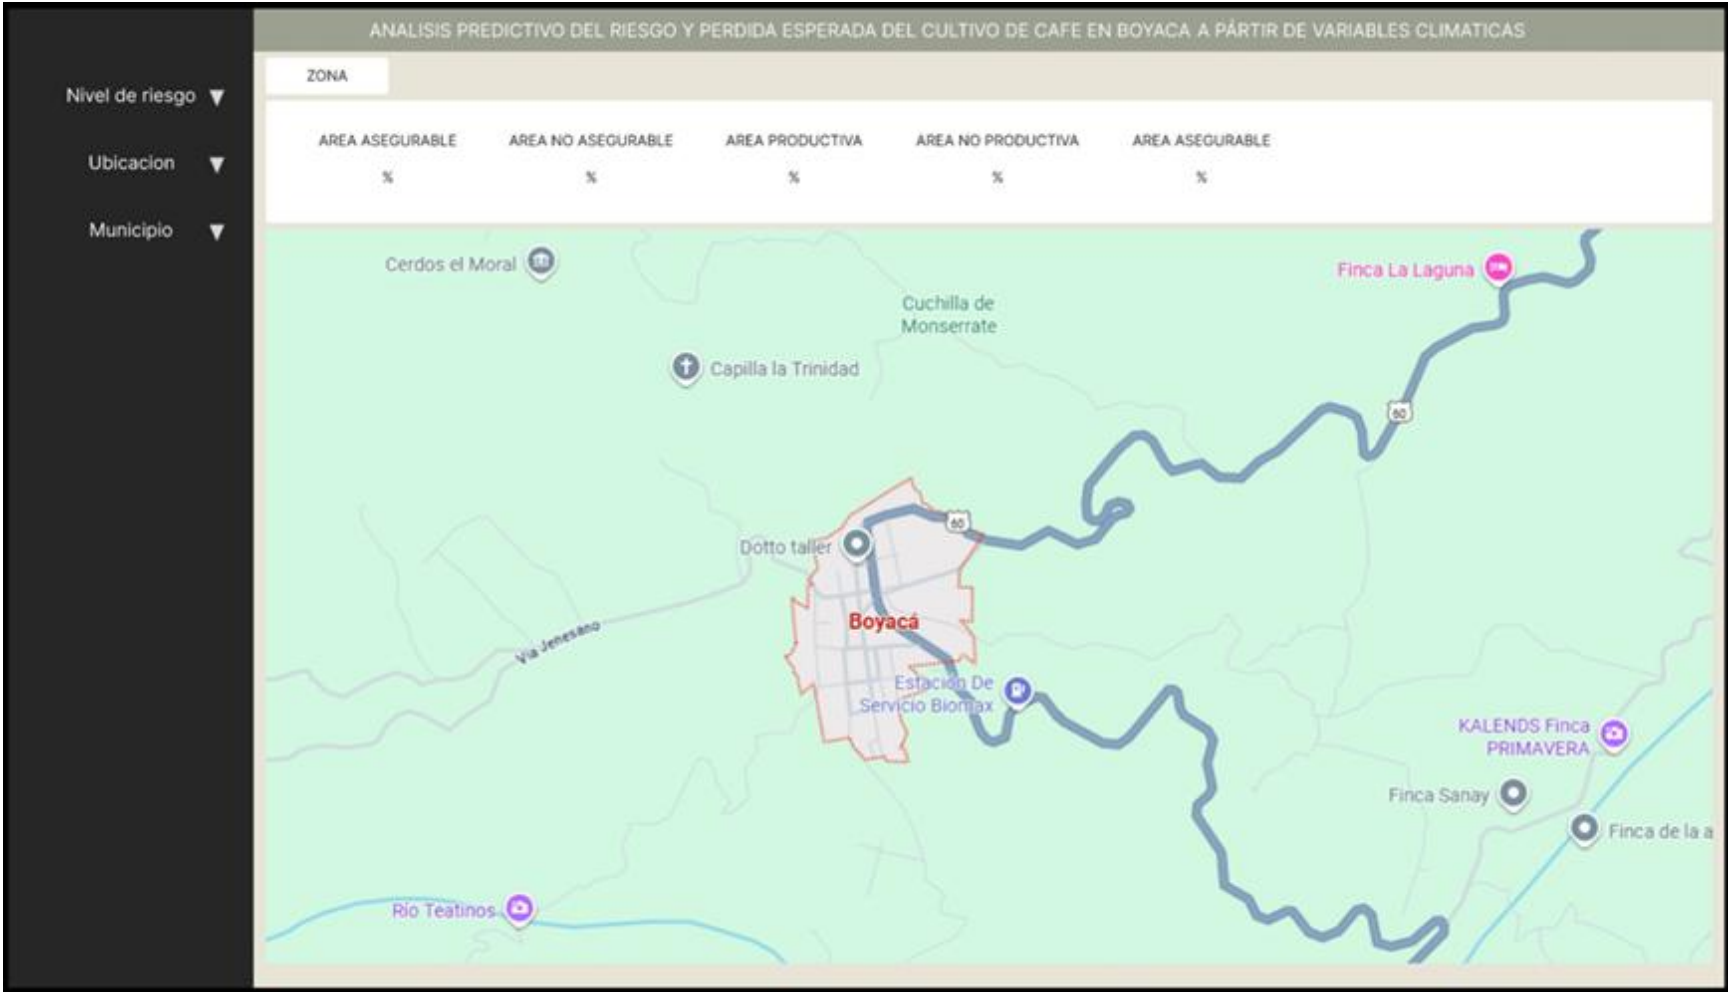 ANALISIS PREDICTIVO DEL RIESGO Y PERDIDA ESPERADA DEL CULTIVO DE CAFE EN BOYACA A PÁRTIR DE VARIABLES CLIMATICAS
Nivel de riesgo ▼
Ubicacion ▼
Municipio ▼
ZONA
AREA ASEGURABLE AREA NO ASEGURABLE AREA PRODUCTIVA AREA NO PRODUCTIVA AREA ASEGURABLE
% % % % %
Cerdos el Moral
Finca La Laguna
Cuchilla de
Monserrate
Capilla la Trinidad
60
60
Dotto taller
Boyacá
Vía Jenesano
Estación De
Servicio Biomax
KALENDS Finca
PRIMAVERA
Finca Sanay
Finca de la a
Río Teatinos